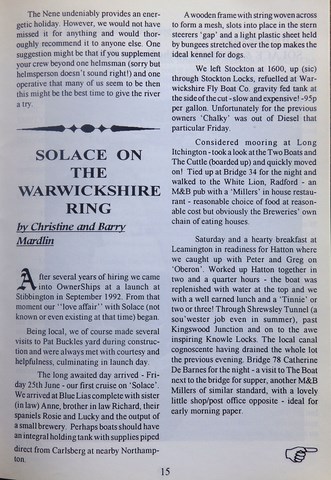 The Nene undeniably provides an ener-
getic holiday. However, we would not have
missed it for anything and would thor-
oughly recommend it to anyone else. One
suggestion might be that if you supplement
your crew beyond one helmsman (sorry but
helmsperson doesn't sound right!) and one
operative that many of us seem to be then
this might be the best time to give the river
a try.
SOLACE ON
THE
WARWICKSHIRE
RING
by Christine and Barry
Mardlin
After several years of hiring we came
into OwnerShips at a launch at
Stibbington in September 1992. From that
moment our "love affair" with Solace (not
known or even existing at that time) began.
Being local, we of course made several
visits to Pat Buckles yard during construc-
tion and were always met with courtesy and
helpfulness, culminating in launch day.
The long awaited day arrived - Fri-
day 25th June - our first cruise on 'Solace'.
We arrived at Blue Lias complete with sister
(in law) Anne, brother in law Richard, their
spaniels Rosie and Lucky and the output of
a small brewery. Perhaps boats should have
an integral holding tank with supplies piped
direct from Carlsberg at nearby Northamp-
ton.
A wooden frame with string woven across
to form a mesh, slots into place in the stern
steerers 'gap' and a light plastic sheet held
by bungees stretched over the top makes the
ideal kennel for dogs.
We left Stockton at 1600, up (sic)
through Stockton Locks, refuelled at War-
wickshire Fly Boat Co. gravity fed tank at
the side of the cut - slow and expensive! -95p
per gallon. Unfortunately for the previous
owners 'Chalky' was out of Diesel that
particular Friday.
Considered mooring at Long
Itchington - took a look at the Two Boats and
The Cuttle (boarded up) and quickly moved
on! Tied up at Bridge 34 for the night and
walked to the White Lion, Radford - an
M&B pub with a 'Millers' in house restau-
rant - reasonable choice of food at reason-
able cost but obviously the Breweries' own
chain of eating houses.
Saturday and a hearty breakfast at
Leamington in readiness for Hatton where
we caught up with Peter and Greg on
'Oberon'. Worked up Hatton together in
two and a quarter hours - the boat was
replenished with water at the top and we
with a well earned lunch and a 'Tinnie' or
two or three! Through Shrewsley Tunnel (a
sou'wester job even in summer), past
Kingswood Junction and on to the awe
inspiring Knowle Locks. The local canal
cognoscente having drained the whole lot
the previous evening. Bridge 78 Catherine
De Barnes for the night - a visit to The Boat
next to the bridge for supper, another M&B
Millers of similar standard, with a lovely
little shop/post office opposite - ideal for
early morning paper.
15